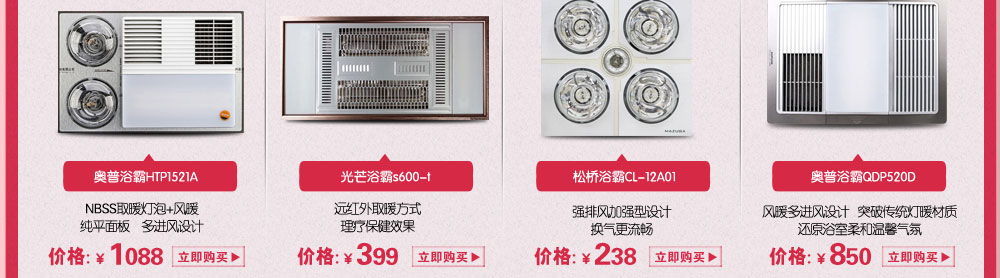 MAZUBA
奥普浴霸HTP1521A
光芒浴霸s600-t
松桥浴霸CL-12A01
奥普浴霸QDP520D
NBSS取暖灯泡+风暖
纯平面板 多进风设计
远红外取暖方式
理疗保健效果
强排风加强型设计
换气更流畅
风暖多进风设计 突破传统灯暖材质
还原浴室柔和温馨气氛
价格: ¥1088 立即购买▶
价格: ¥399 立即购买▶
价格: ¥238 立即购买▶
价格: ¥850 立即购买▶